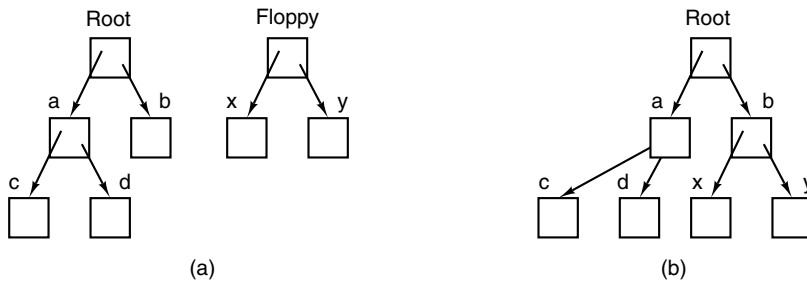 Root Floppy
a b x y
c d
(a)
Root
a b
c d x y
(b)